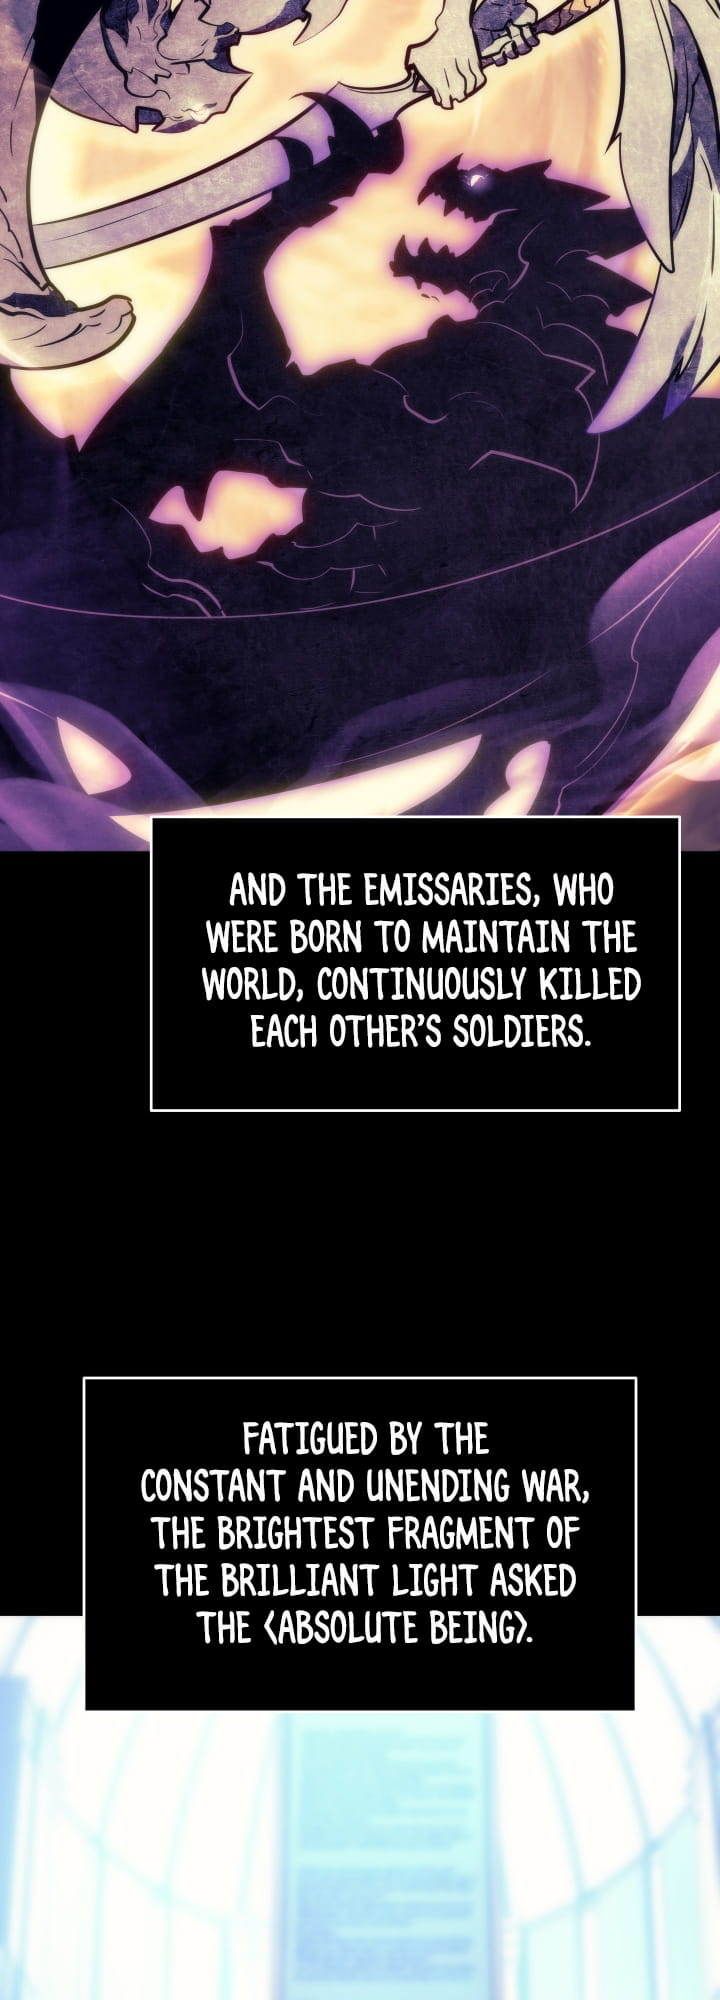 AND THE EMISSARIES, WHO
WERE BORN TO MAINTAIN THE
WORLD, CONTINUOUSLY KILLED
EACH OTHER'S SOLDIERS.
FATIGUED BY THE
CONSTANT AND UNENDING WAR,
THE BRIGHTEST FRAGMENT OF
THE BRILLIANT LIGHT ASKED
THE <ABSOLUTE BEING>.